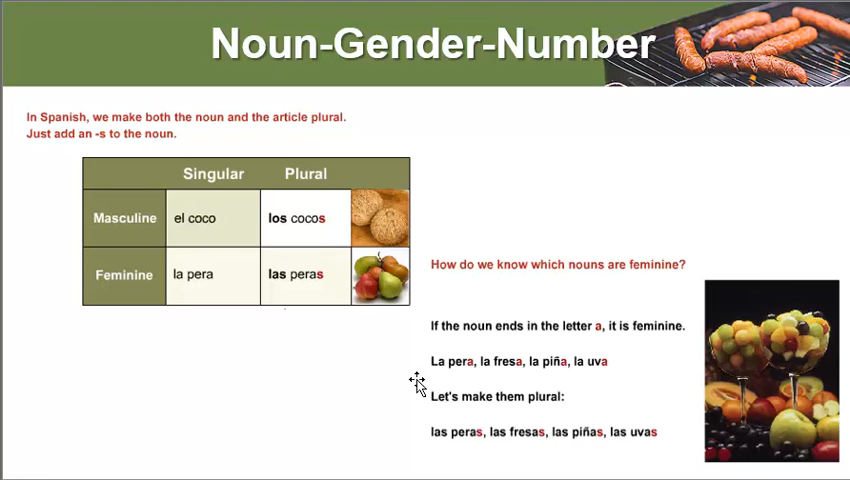 Noun-Gender-Number
In Spanish, we make both the noun and the article plural.
Just add an -s to the noun.
Singular Plural
Masculine el coco los cocos
Feminine la pera las peras
How do we know which nouns are feminine?
If the noun ends in the letter a, it is feminine.
La pera, la fresa, la piña, la uva
Let's make them plural:
las peras, las fresas, las piñas, las uvas